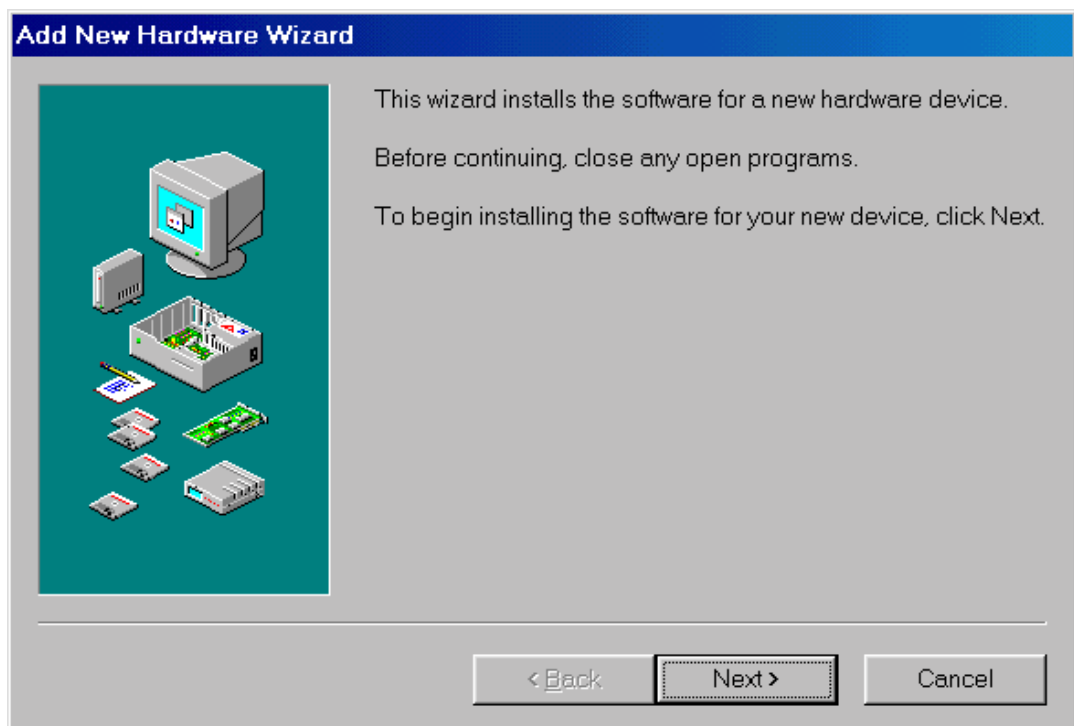 Add New Hardware Wizard
This wizard installs the software for a new hardware device.
Before continuing, close any open programs.
To begin installing the software for your new device, click Next.
< Back
Next >
Cancel